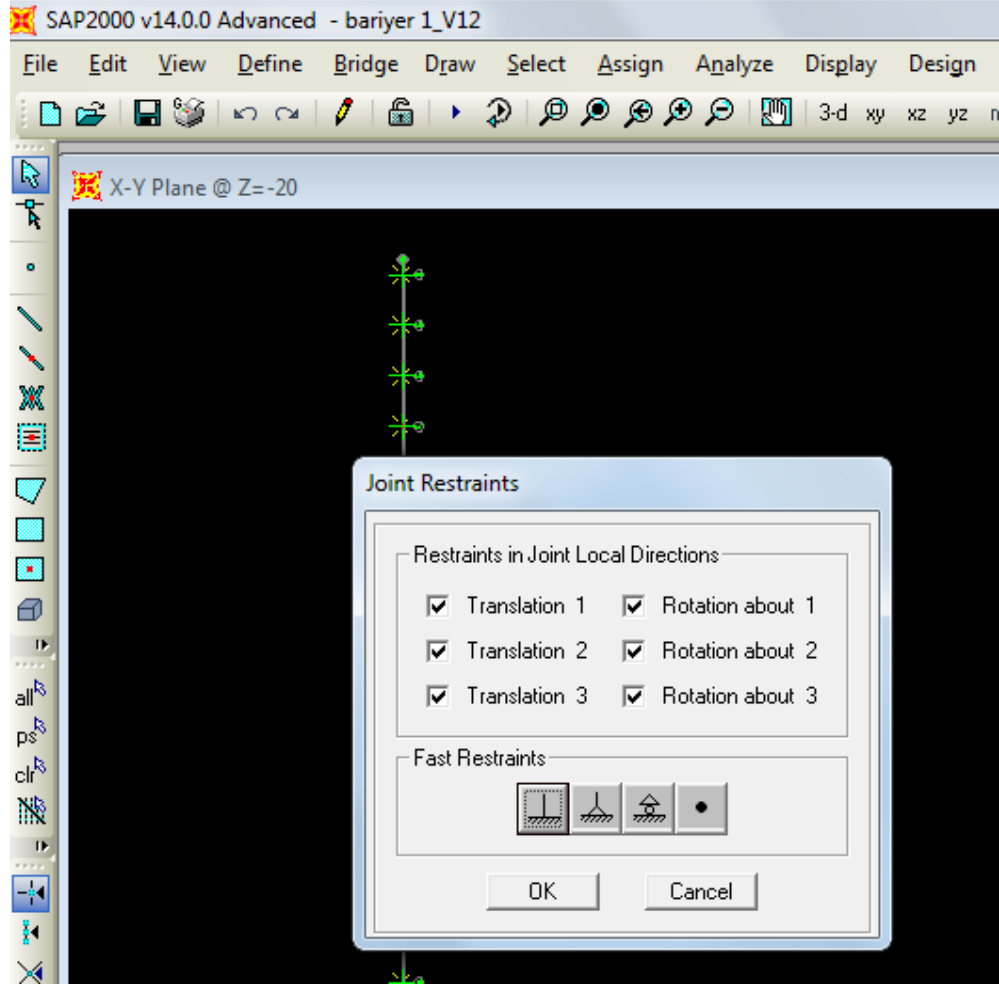 SAP2000 v14.0.0 Advanced - bariyer 1_V12
File Edit View Define Bridge Draw Select Assign Analyze Display Design
3-d xy xz yz
X-Y Plane @ Z=-20
Joint Restraints
Restraints in Joint Local Directions
Translation 1 Rotation about 1
Translation 2 Rotation about 2
Translation 3 Rotation about 3
Fast Restraints
OK Cancel
all
ps
clr